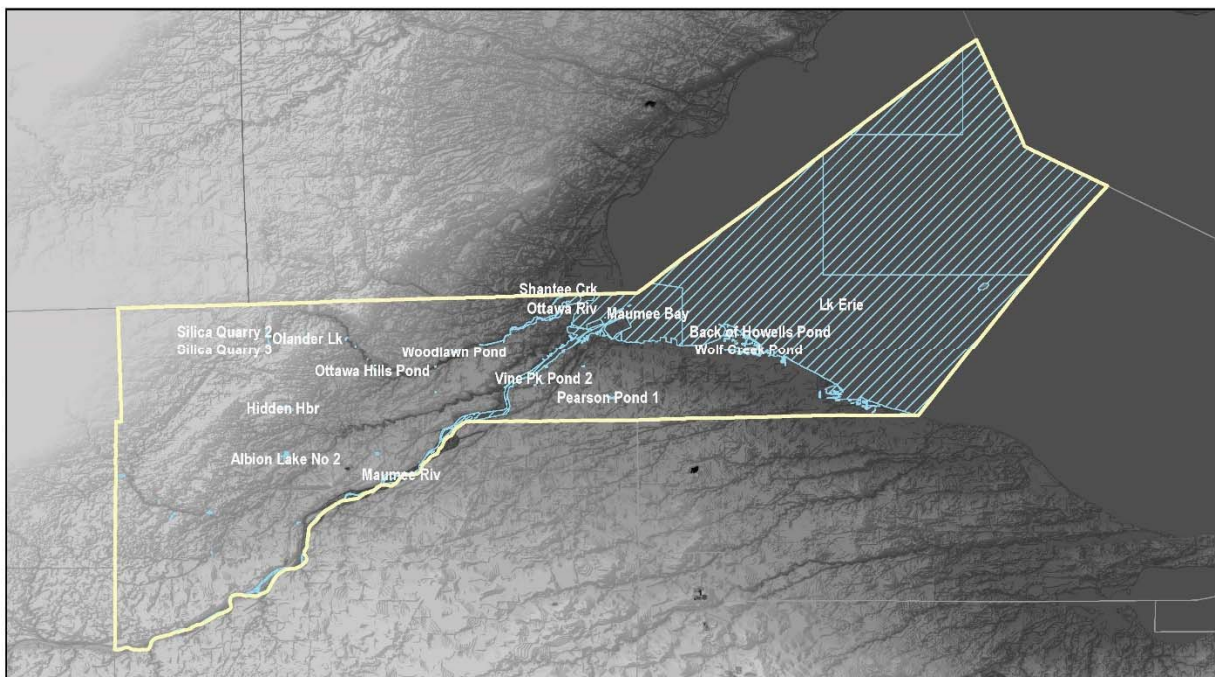 Shantee Crk
Ottawa Riv
Maumee Bay
Lk Erie
Silica Quarry 2
Olander Lk
Back of Howells Pond
Silica Quarry 3
Woodlawn Pond
Wolf Creek Pond
Ottawa Hills Pond
Vine Pk Pond 2
Pearson Pond 1
Hidden Hbr
Albion Lake No 2
Maumee Riv